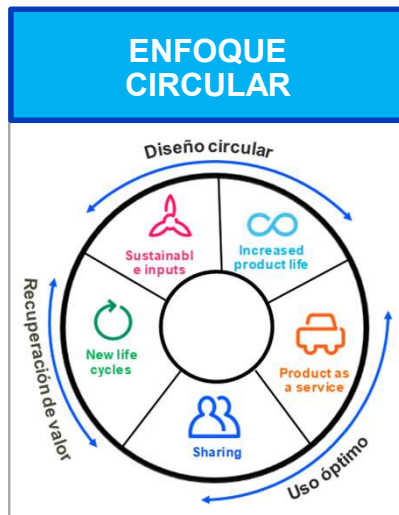 ENFOQUE
CIRCULAR
Diseño circular
Sustainabl
e inputs
Increased
product life
New life
cycles
Product as
a service
Sharing
Recuperación de valor
Uso óptimo